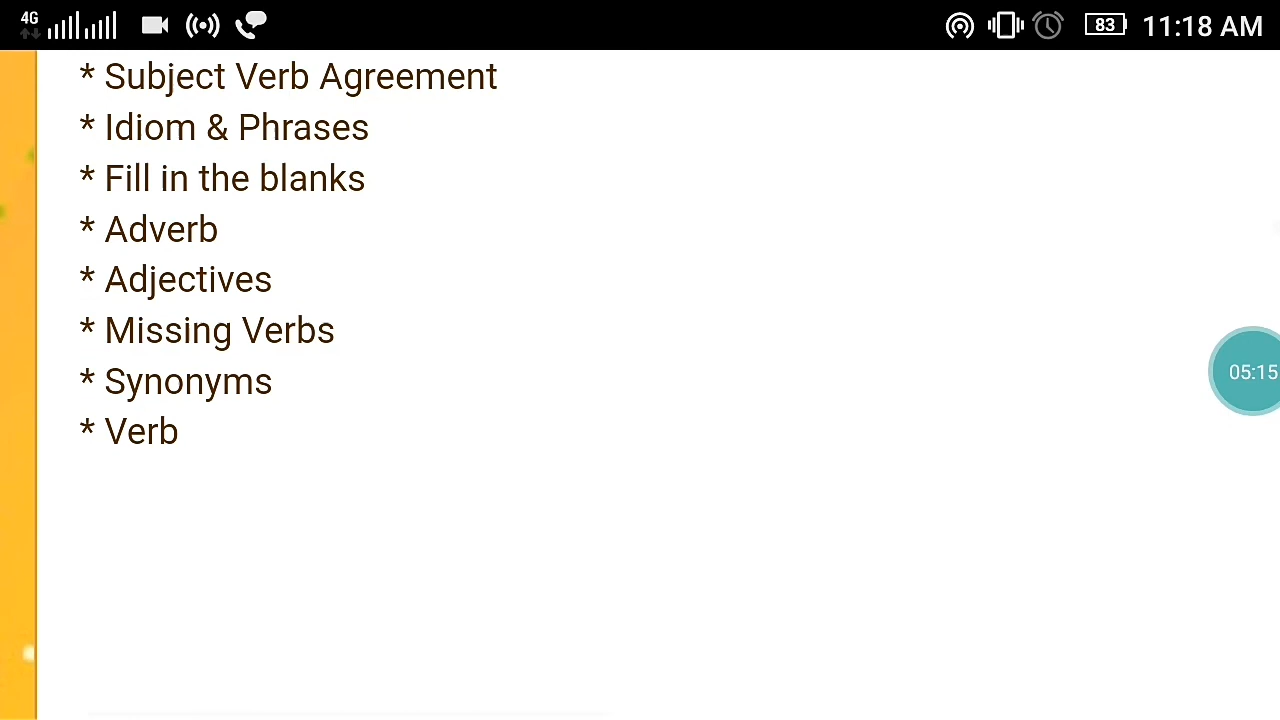 4G 83 11:18 AM
* Subject Verb Agreement
* Idiom & Phrases
* Fill in the blanks
* Adverb
* Adjectives
* Missing Verbs
* Synonyms
* Verb
05:15